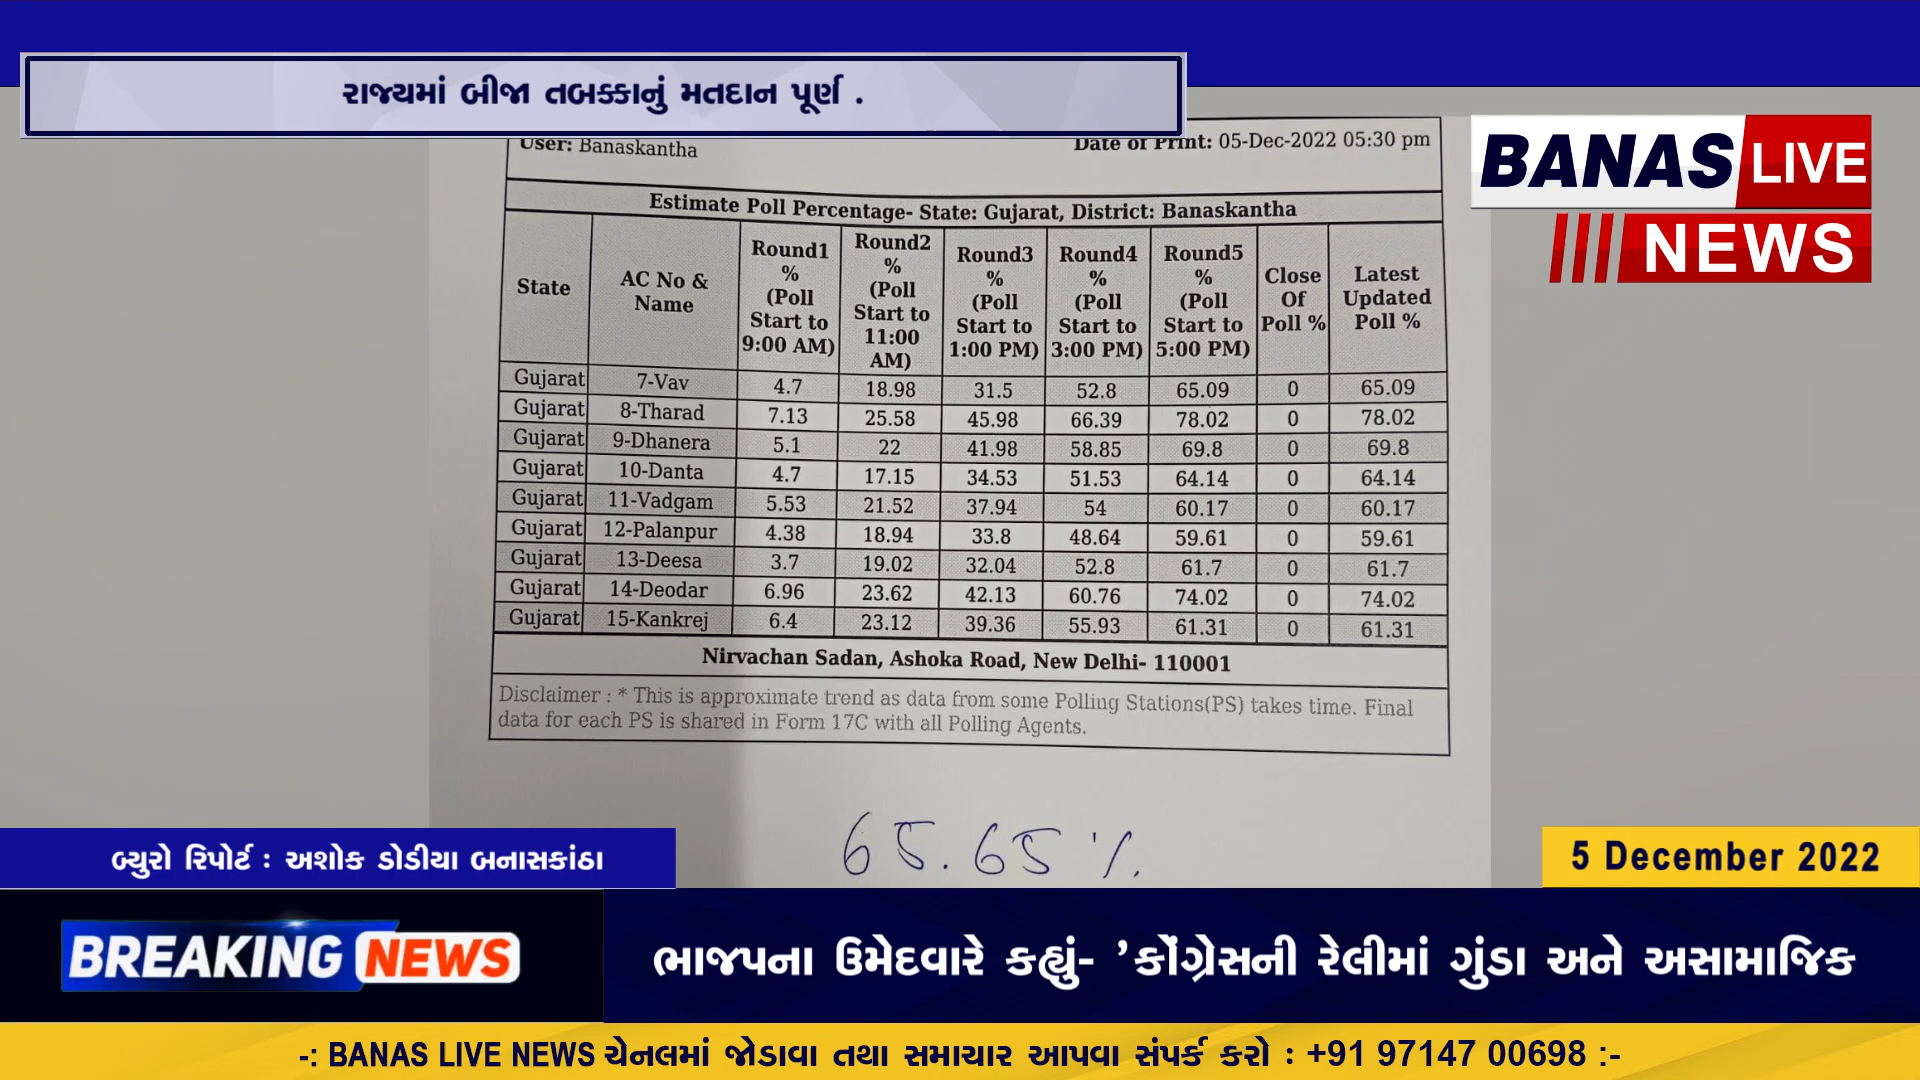 રાજ્યમાં બીજા તબક્કાનું મતદાન પૂર્ણ .
BANAS LIVE
NEWS
User: Banaskantha Date of Print: 05-Dec-2022 05:30 pm
Estimate Poll Percentage- State: Gujarat, District: Banaskantha
State AC No & Name Round1 % (Poll Start to 9:00 AM) Round2 % (Poll Start to 11:00 AM) Round3 % (Poll Start to 1:00 PM) Round4 % (Poll Start to 3:00 PM) Round5 % (Poll Start to 5:00 PM) Close Of Poll % Latest Updated Poll %
Gujarat 7-Vav 4.7 18.98 31.5 52.8 65.09 0 65.09
Gujarat 8-Tharad 7.13 25.58 45.98 66.39 78.02 0 78.02
Gujarat 9-Dhanera 5.1 22 41.98 58.85 69.8 0 69.8
Gujarat 10-Danta 4.7 17.15 34.53 51.53 64.14 0 64.14
Gujarat 11-Vadgam 5.53 21.52 37.94 54 60.17 0 60.17
Gujarat 12-Palanpur 4.38 18.94 33.8 48.64 59.61 0 59.61
Gujarat 13-Deesa 3.7 19.02 32.04 52.8 61.7 0 61.7
Gujarat 14-Deodar 6.96 23.62 42.13 60.76 74.02 0 74.02
Gujarat 15-Kankrej 6.4 23.12 39.36 55.93 61.31 0 61.31
Nirvachan Sadan, Ashoka Road, New Delhi- 110001
Disclaimer : * This is approximate trend as data from some Polling Stations(PS) takes time. Final
data for each PS is shared in Form 17C with all Polling Agents.
65.65 %.
બ્યુરો રિપોર્ટ : અશોક ડોડીયા બનાસકાંઠા
5 December 2022
BREAKING NEWS
ભાજપના ઉમેદવારે કહ્યું- ’કોંગ્રેસની રેલીમાં ગુંડા અને અસામાજિક
-: BANAS LIVE NEWS ચેનલમાં જોડાવા તથા સમાચાર આપવા સંપર્ક કરો : +91 97147 00698 :-